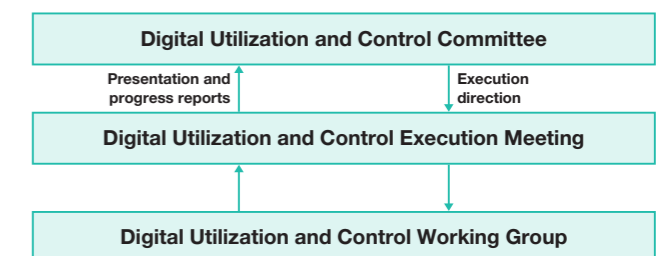 Digital Utilization and Control Committee
Presentation and
progress reports
Execution
direction
Digital Utilization and Control Execution Meeting
Digital Utilization and Control Working Group